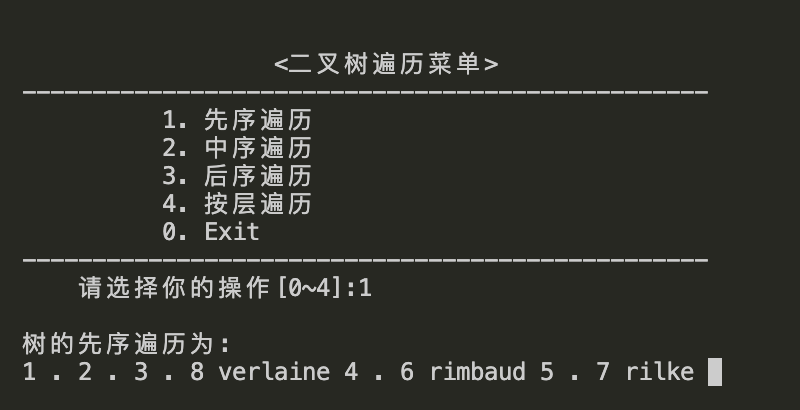 <二叉树遍历菜单>
1. 先序遍历
2. 中序遍历
3. 后序遍历
4. 按层遍历
0. Exit
请选择你的操作[0~4]:1
树的先序遍历为:
1 . 2 . 3 . 8 verlaine 4 . 6 rimbaud 5 . 7 rilke